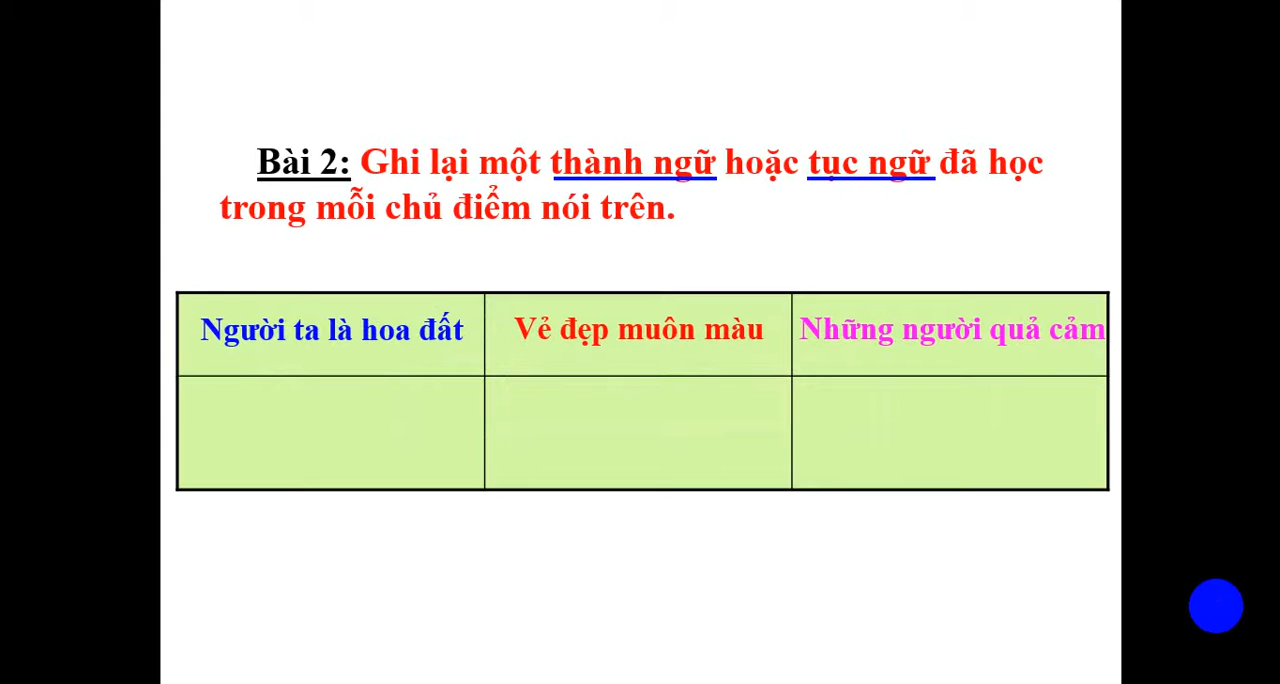 Bài 2: Ghi lại một thành ngữ hoặc tục ngữ đã học
trong mỗi chủ điểm nói trên.
Người ta là hoa đất
Vẻ đẹp muôn màu
Những người quả cảm